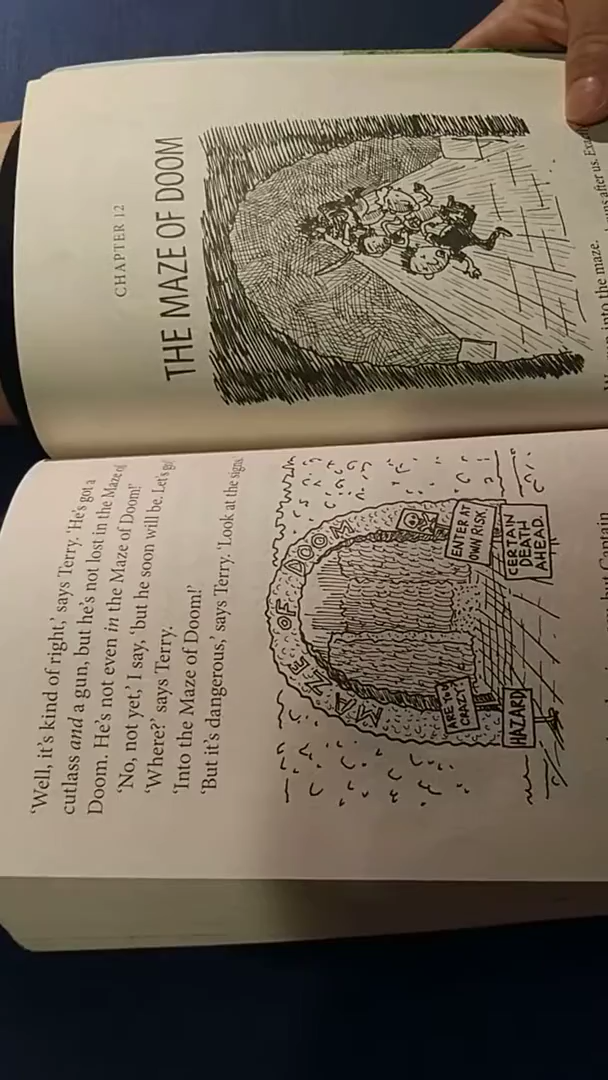 ‘Well, it’s kind of right,’ says Terry. ‘He’s got a
cutlass and a gun, but he’s not lost in the Maze of
Doom. He’s not even in the Maze of Doom!’
‘No, not yet,’ I say, ‘but he soon will be. Let’s go!’
‘Where?’ says Terry.
‘Into the Maze of Doom!’
‘But it’s dangerous,’ says Terry. ‘Look at the signs.’
MAZE OF DOOM
ARE YOU CRAZY?
HAZARD
ENTER AT
OWN RISK
CERTAIN
DEATH
AHEAD.
CHAPTER 12
THE MAZE OF DOOM
into the maze.
after us.